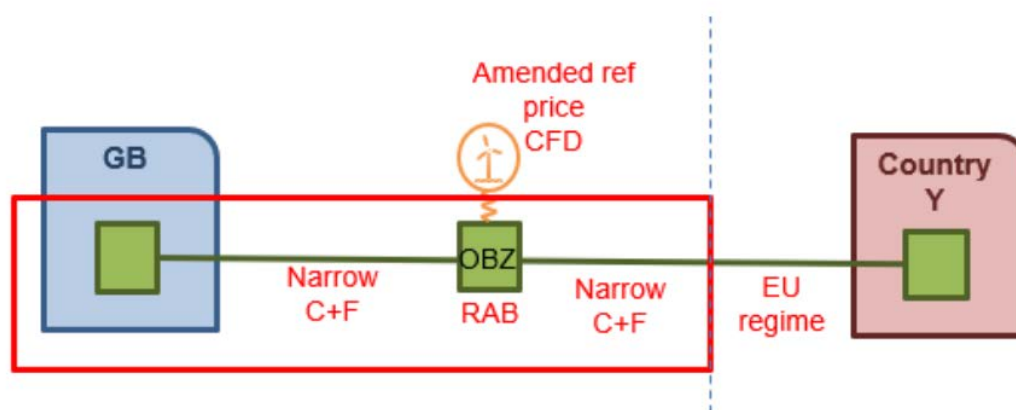 Amended ref
price
CFD
GB
Country
Y
OBZ
Narrow
C+F
RAB
Narrow
C+F
EU
regime